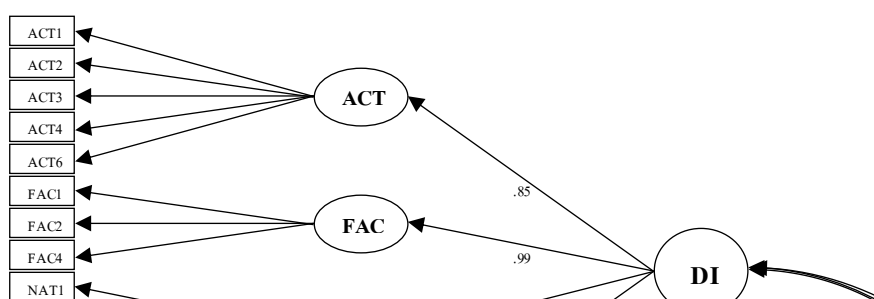 ACT1
ACT2
ACT3
ACT4
ACT6
FAC1
FAC2
FAC4
NAT1
ACT
FAC
.85
.99
DI